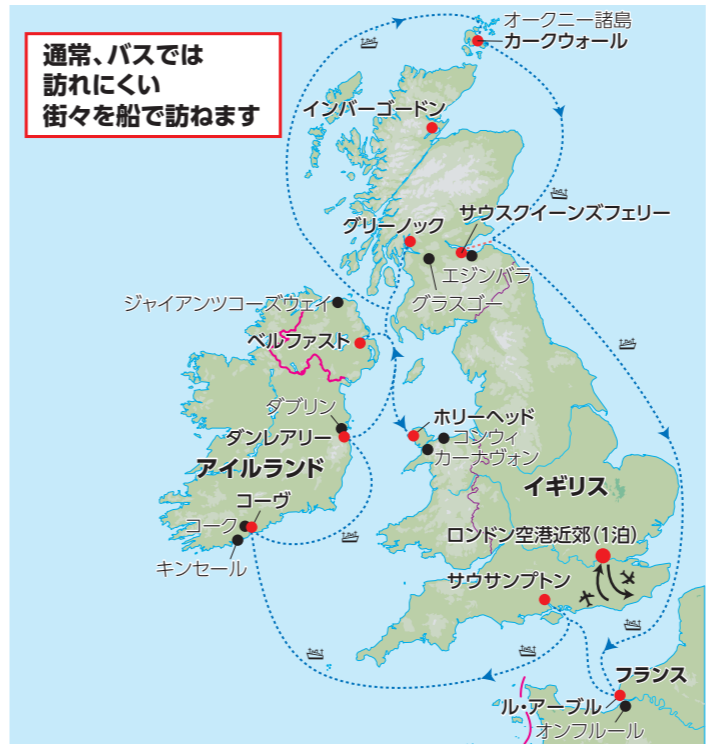 通常、バスでは
訪れにくい
街々を船で訪ねます
オークニー諸島
カークウォール
インバーゴードン
グリーノック
サウスクイーンズフェリー
エジンバラ
グラスゴー
ジャイアンツコーズウェイ
ベルファスト
ダブリン
ダンレアリー
アイルランド
ホリーヘッド
コンウィ
カーナヴォン
コーヴ
コーク
キンセール
イギリス
ロンドン空港近郊(1泊)
サウサンプトン
フランス
ル・アーブル
オンフルール